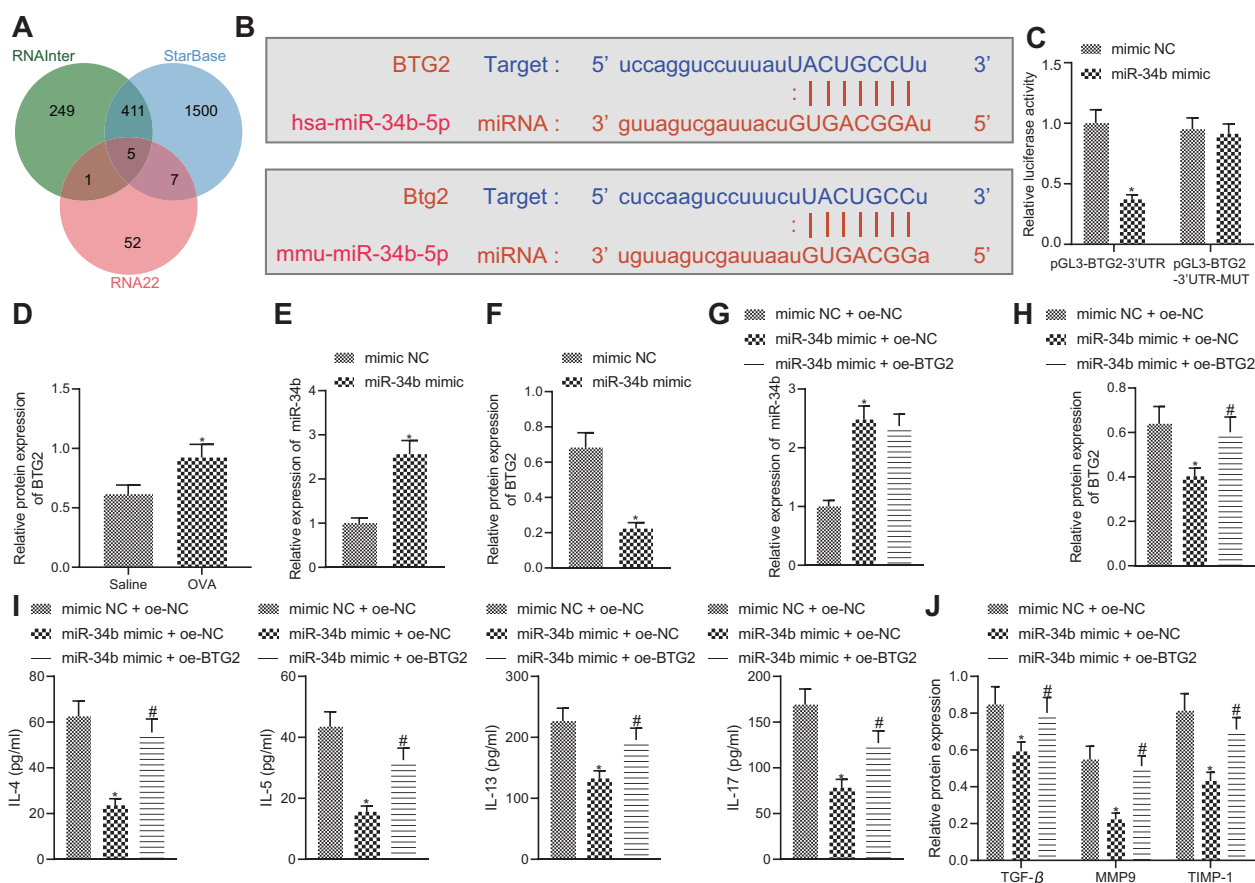 A
RNAInter
StarBase
249
411
1500
5
1
7
52
RNA22
B
BTG2 Target : 5’ uccagguccuuuauUACUGCCUu 3’
:
hsa-miR-34b-5p miRNA : 3’ guuagucgauuacuGUGACGGAu 5’
Btg2 Target : 5’ cuccaaguccuuucuUACUGCCu 3’
:
mmu-miR-34b-5p miRNA : 3’ uguuagucgauuaauGUGACGGa 5’
C
mimic NC
miR-34b mimic
Relative luciferase activity
1.5
1.0
0.5
0.0
*
pGL3-BTG2-3’UTR
pGL3-BTG2
-3’UTR-MUT
D
Relative protein expression
of BTG2
1.5
1.0
0.5
0.0
*
Saline
OVA
E
mimic NC
miR-34b mimic
Relative expression of miR-34b
4
3
2
1
0
*
F
mimic NC
miR-34b mimic
Relative protein expression
of BTG2
1.0
0.8
0.6
0.4
0.2
0.0
*
G
mimic NC + oe-NC
miR-34b mimic + oe-NC
miR-34b mimic + oe-BTG2
Relative expression of miR-34b
3
2
1
0
*
H
mimic NC + oe-NC
miR-34b mimic + oe-NC
miR-34b mimic + oe-BTG2
Relative protein expression
of BTG2
0.8
0.6
0.4
0.2
0.0
*
#
I
mimic NC + oe-NC
miR-34b mimic + oe-NC
miR-34b mimic + oe-BTG2
IL-4 (pg/ml)
80
60
40
20
0
*
#
mimic NC + oe-NC
miR-34b mimic + oe-NC
miR-34b mimic + oe-BTG2
IL-5 (pg/ml)
60
40
20
0
*
#
mimic NC + oe-NC
miR-34b mimic + oe-NC
miR-34b mimic + oe-BTG2
IL-13 (pg/ml)
300
200
100
0
*
#
mimic NC + oe-NC
miR-34b mimic + oe-NC
miR-34b mimic + oe-BTG2
IL-17 (pg/ml)
200
150
100
50
0
*
#
J
mimic NC + oe-NC
miR-34b mimic + oe-NC
miR-34b mimic + oe-BTG2
Relative protein expression
1.0
0.8
0.6
0.4
0.2
0.0
*
#
*
#
*
#
TGF-β
MMP9
TIMP-1